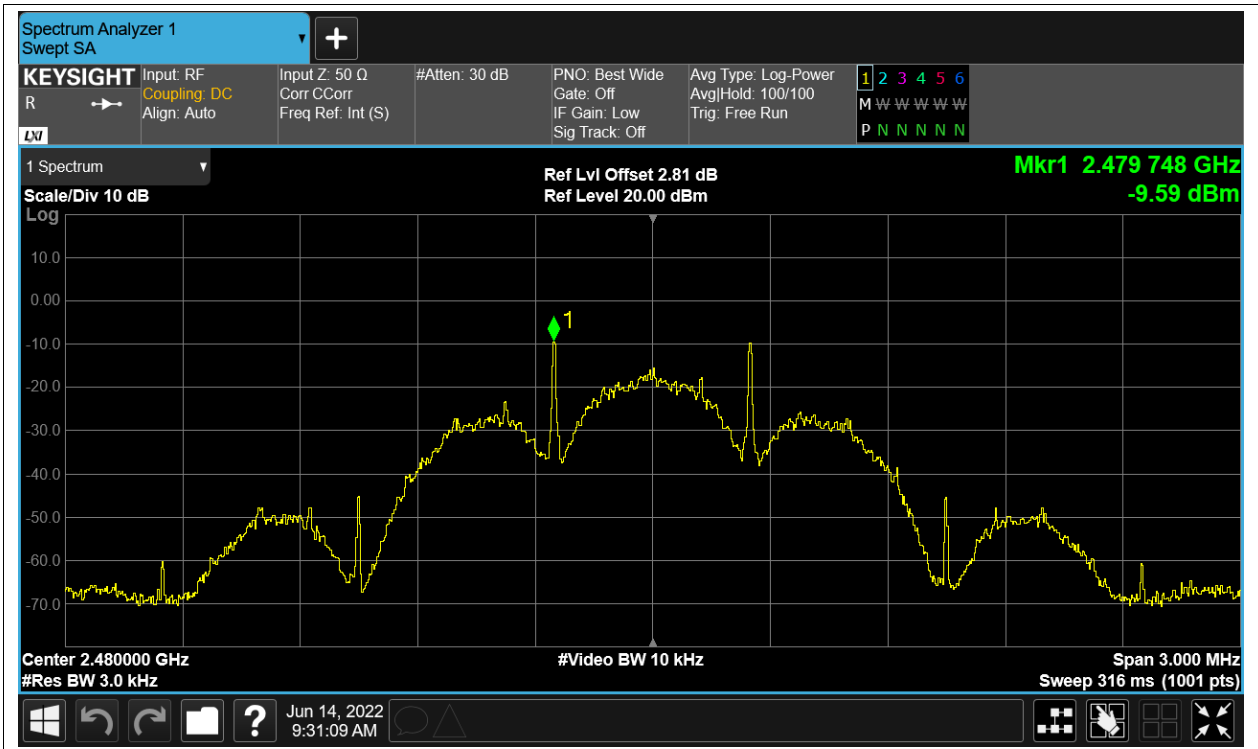 Spectrum Analyzer 1
Swept SA
KEYSIGHT
R
LXI
Input: RF
Coupling: DC
Align: Auto
Input Z: 50 Ω
Corr CCorr
Freq Ref: Int (S)
#Atten: 30 dB
PNO: Best Wide
Gate: Off
IF Gain: Low
Sig Track: Off
Avg Type: Log-Power
Avg|Hold: 100/100
Trig: Free Run
1 2 3 4 5 6
M W W W W W
P N N N N N
1 Spectrum
Scale/Div 10 dB
Ref Lvl Offset 2.81 dB
Ref Level 20.00 dBm
Mkr1 2.479 748 GHz
-9.59 dBm
Log
10.0
0.00
-10.0
-20.0
-30.0
-40.0
-50.0
-60.0
-70.0
1
Center 2.480000 GHz
#Res BW 3.0 kHz
#Video BW 10 kHz
Span 3.000 MHz
Sweep 316 ms (1001 pts)
?
Jun 14, 2022
9:31:09 AM